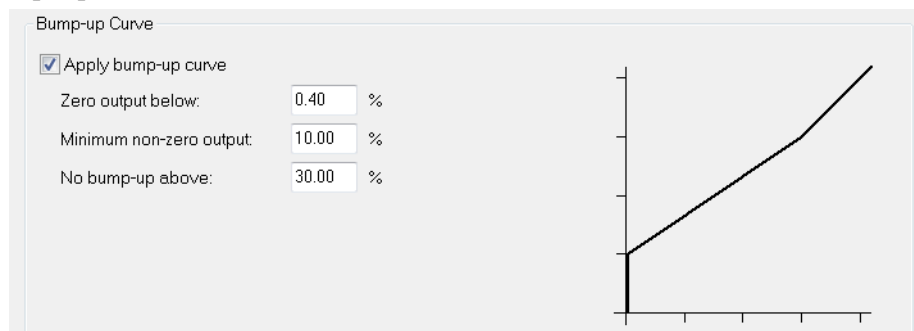 Bump-up Curve
Apply bump-up curve
Zero output below: 0.40 %
Minimum non-zero output: 10.00 %
No bump-up above: 30.00 %